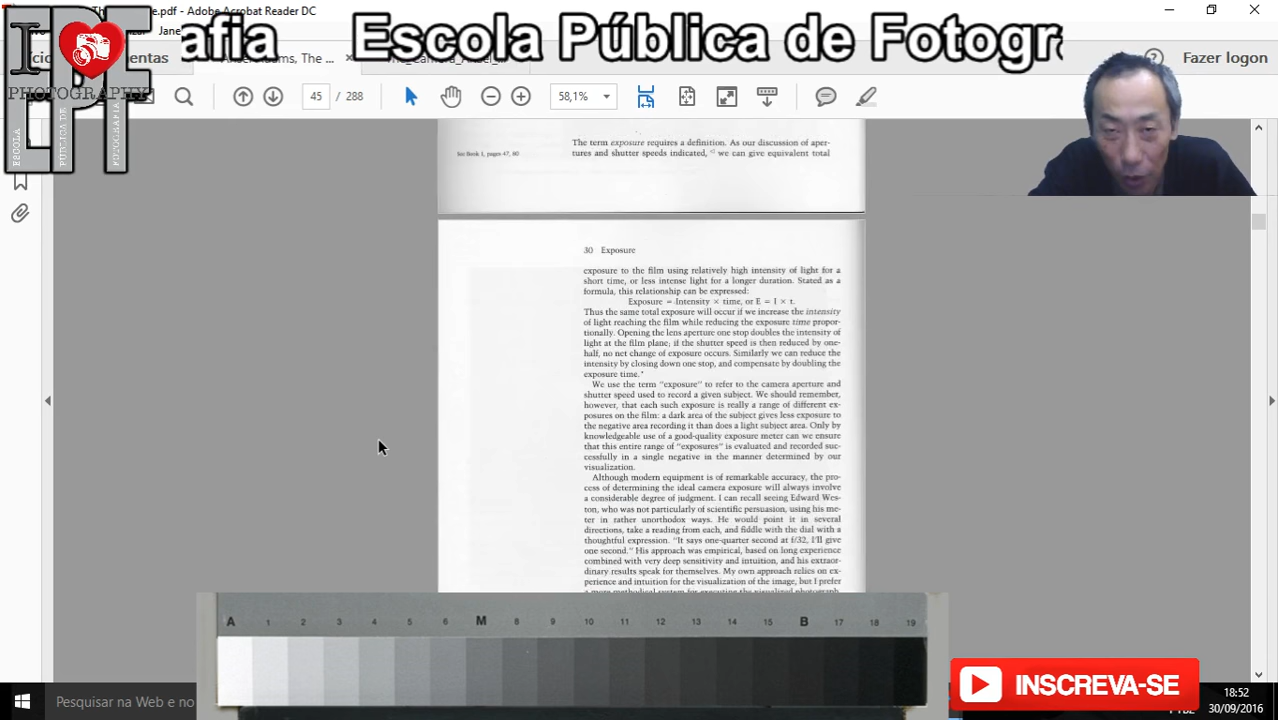 Escola Pública de Fotogr
afia
I
PHOTOGRAPHY
ESCOLA
PÚBLICA DE
FOTOGRAFIA
.pdf - Adobe Acrobat Reader DC
Jane
Ansel Adams, The ...
Fazer logon
45 / 288
58,1%
See Book 1, pages 47, 80
The term exposure requires a definition. As our discussion of aper-
tures and shutter speeds indicated, we can give equivalent total
30 Exposure
exposure to the film using relatively high intensity of light for a
short time, or less intense light for a longer duration. Stated as a
formula, this relationship can be expressed:
Exposure = Intensity × time, or E = I × t.
Thus the same total exposure will occur if we increase the intensity
of light reaching the film while reducing the exposure time propor-
tionally. Opening the lens aperture one stop doubles the intensity of
light at the film plane; if the shutter speed is then reduced by one-
half, no net change of exposure occurs. Similarly we can reduce the
intensity by closing down one stop, and compensate by doubling the
exposure time.*
We use the term "exposure" to refer to the camera aperture and
shutter speed used to record a given subject. We should remember,
however, that each such exposure is really a range of different ex-
posures on the film: a dark area of the subject gives less exposure to
the negative area recording it than does a light subject area. Only by
knowledgeable use of a good-quality exposure meter can we ensure
that this entire range of "exposures" is evaluated and recorded suc-
cessfully in a single negative in the manner determined by our
visualization.
Although modern equipment is of remarkable accuracy, the pro-
cess of determining the ideal camera exposure will always involve
a considerable degree of judgment. I can recall seeing Edward Wes-
ton, who was not particularly of scientific persuasion, using his me-
ter in rather unorthodox ways. He would point it in several
directions, take a reading from each, and fiddle with the dial with a
thoughtful expression. "It says one-quarter second at f/32, I'll give
one second." His approach was empirical, based on long experience
combined with very deep sensitivity and intuition, and his extraor-
dinary results speak for themselves. My own approach relies on ex-
perience and intuition for the visualization of the image, but I prefer
a more methodical system for executing the visualized photograph.
A 1 2 3 4 5 6 M 8 9 10 11 12 13 14 15 B 17 18 19
INSCREVA-SE
Pesquisar na Web e no
18:52
30/09/2016